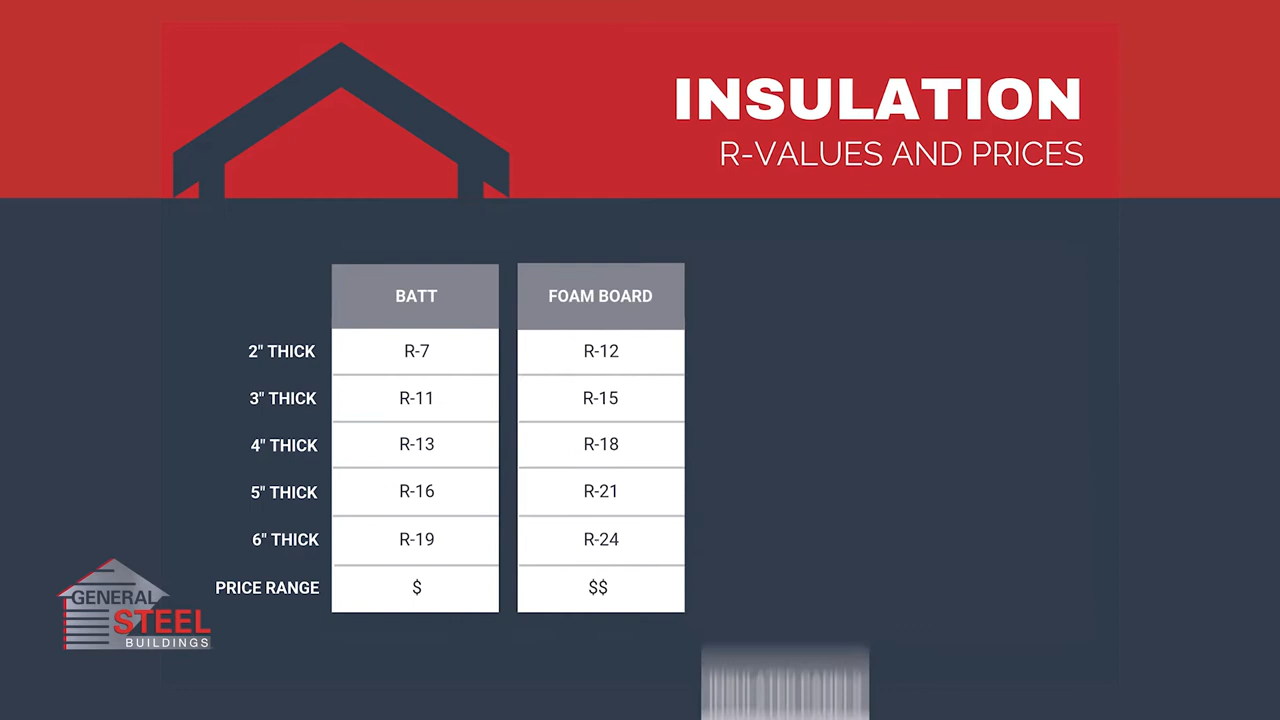 INSULATION
R-VALUES AND PRICES
BATT FOAM BOARD
2" THICK R-7 R-12
3" THICK R-11 R-15
4" THICK R-13 R-18
5" THICK R-16 R-21
6" THICK R-19 R-24
PRICE RANGE $ $$
GENERAL
STEEL
BUILDINGS